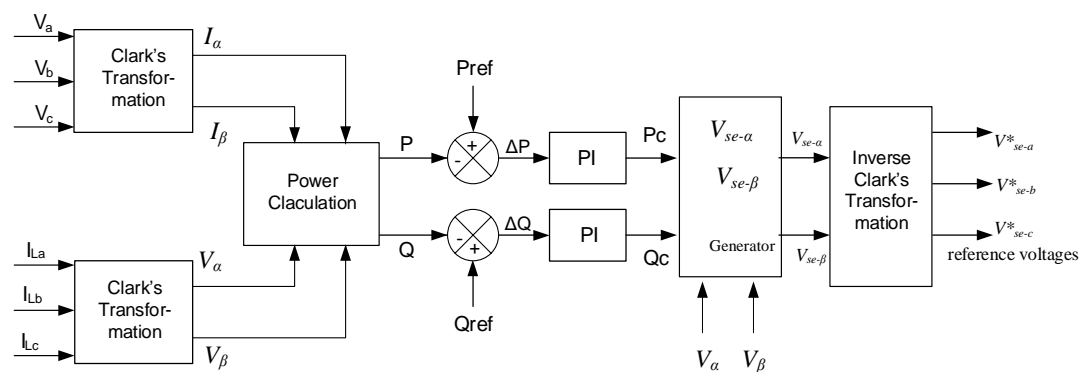 Va
Vb
Vc
Clark's
Transfor-
mation
Iα
Iβ
ILa
ILb
ILc
Clark's
Transfor-
mation
Vα
Vβ
Power
Claculation
P
Q
Pref
+
-
ΔP
-
+
ΔQ
Qref
PI
PI
Pc
Qc
Vse-α
Vse-β
Generator
Vα
Vβ
Vse-α
Vse-β
Inverse
Clark's
Transfor-
mation
V*se-a
V*se-b
V*se-c
reference voltages